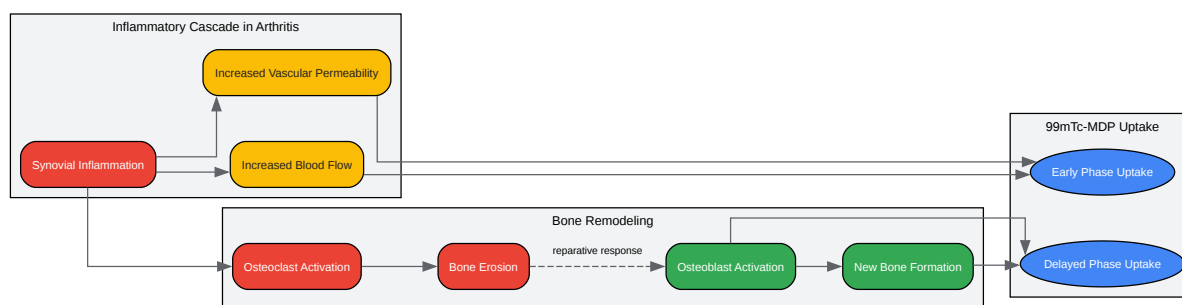 Inflammatory Cascade in Arthritis
Increased Vascular Permeability
Synovial Inflammation
Increased Blood Flow
99mTc-MDP Uptake
Early Phase Uptake
Bone Remodeling
Osteoclast Activation
Bone Erosion
reparative response
Osteoblast Activation
New Bone Formation
Delayed Phase Uptake